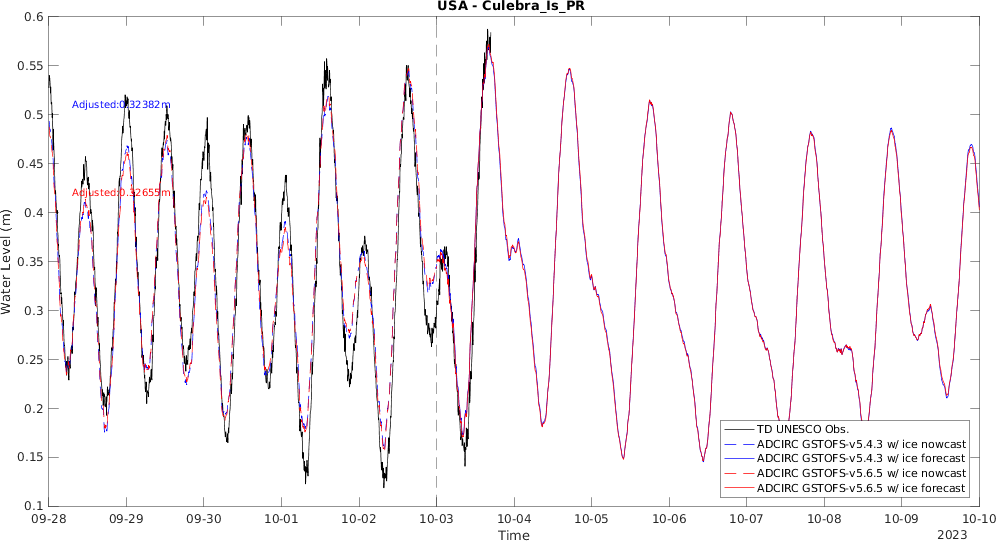 USA - Culebra_Is_PR
0.6
0.55
0.5
0.45
0.4
0.35
0.3
0.25
0.2
0.15
0.1
Water Level (m)
Adjusted:0.32382m
Adjusted:0.32655m
TD UNESCO Obs.
ADCIRC GSTOFS-v5.4.3 w/ ice nowcast
ADCIRC GSTOFS-v5.4.3 w/ ice forecast
ADCIRC GSTOFS-v5.6.5 w/ ice nowcast
ADCIRC GSTOFS-v5.6.5 w/ ice forecast
09-28 09-29 09-30 10-01 10-02 10-03 10-04 10-05 10-06 10-07 10-08 10-09 10-10
Time
2023